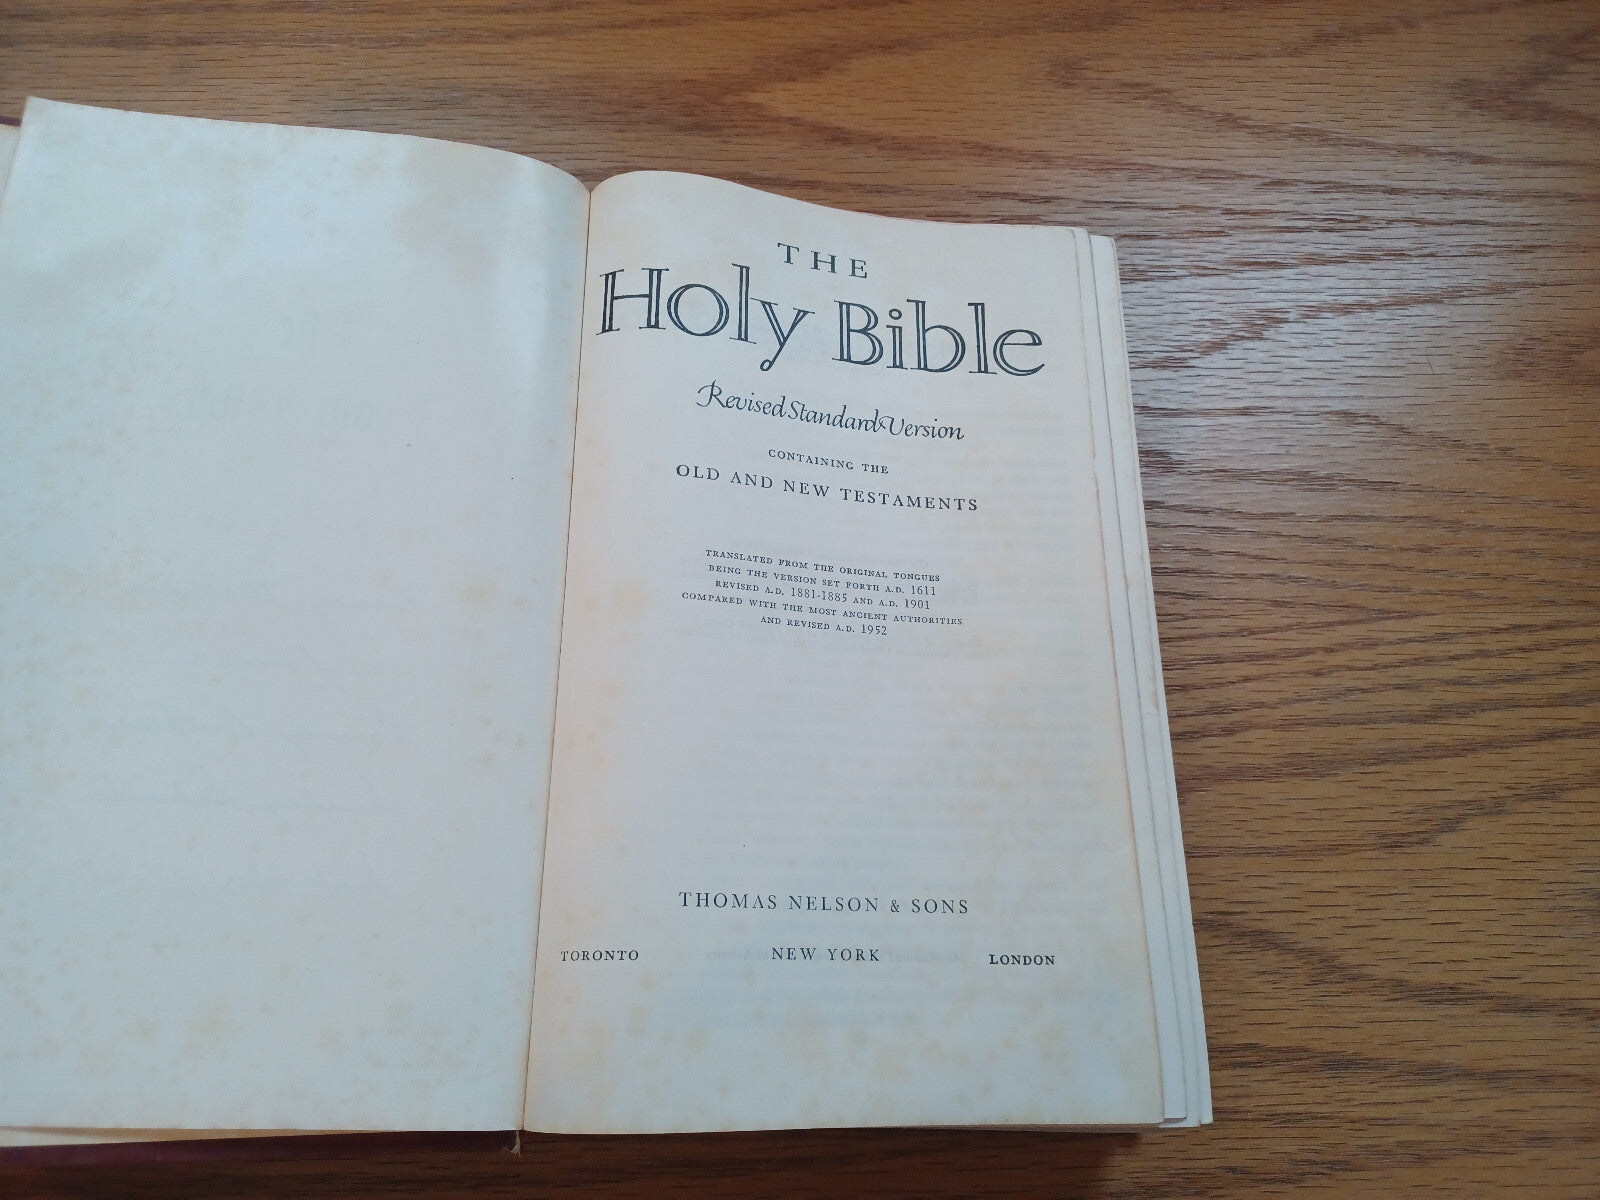 THE
Holy Bible
Revised Standard Version
CONTAINING THE
OLD AND NEW TESTAMENTS
TRANSLATED FROM THE ORIGINAL TONGUES
BEING THE VERSION SET FORTH A.D. 1611
REVISED A.D. 1881-1885 AND A.D. 1901
COMPARED WITH THE MOST ANCIENT AUTHORITIES
AND REVISED A.D. 1952
THOMAS NELSON & SONS
TORONTO NEW YORK LONDON